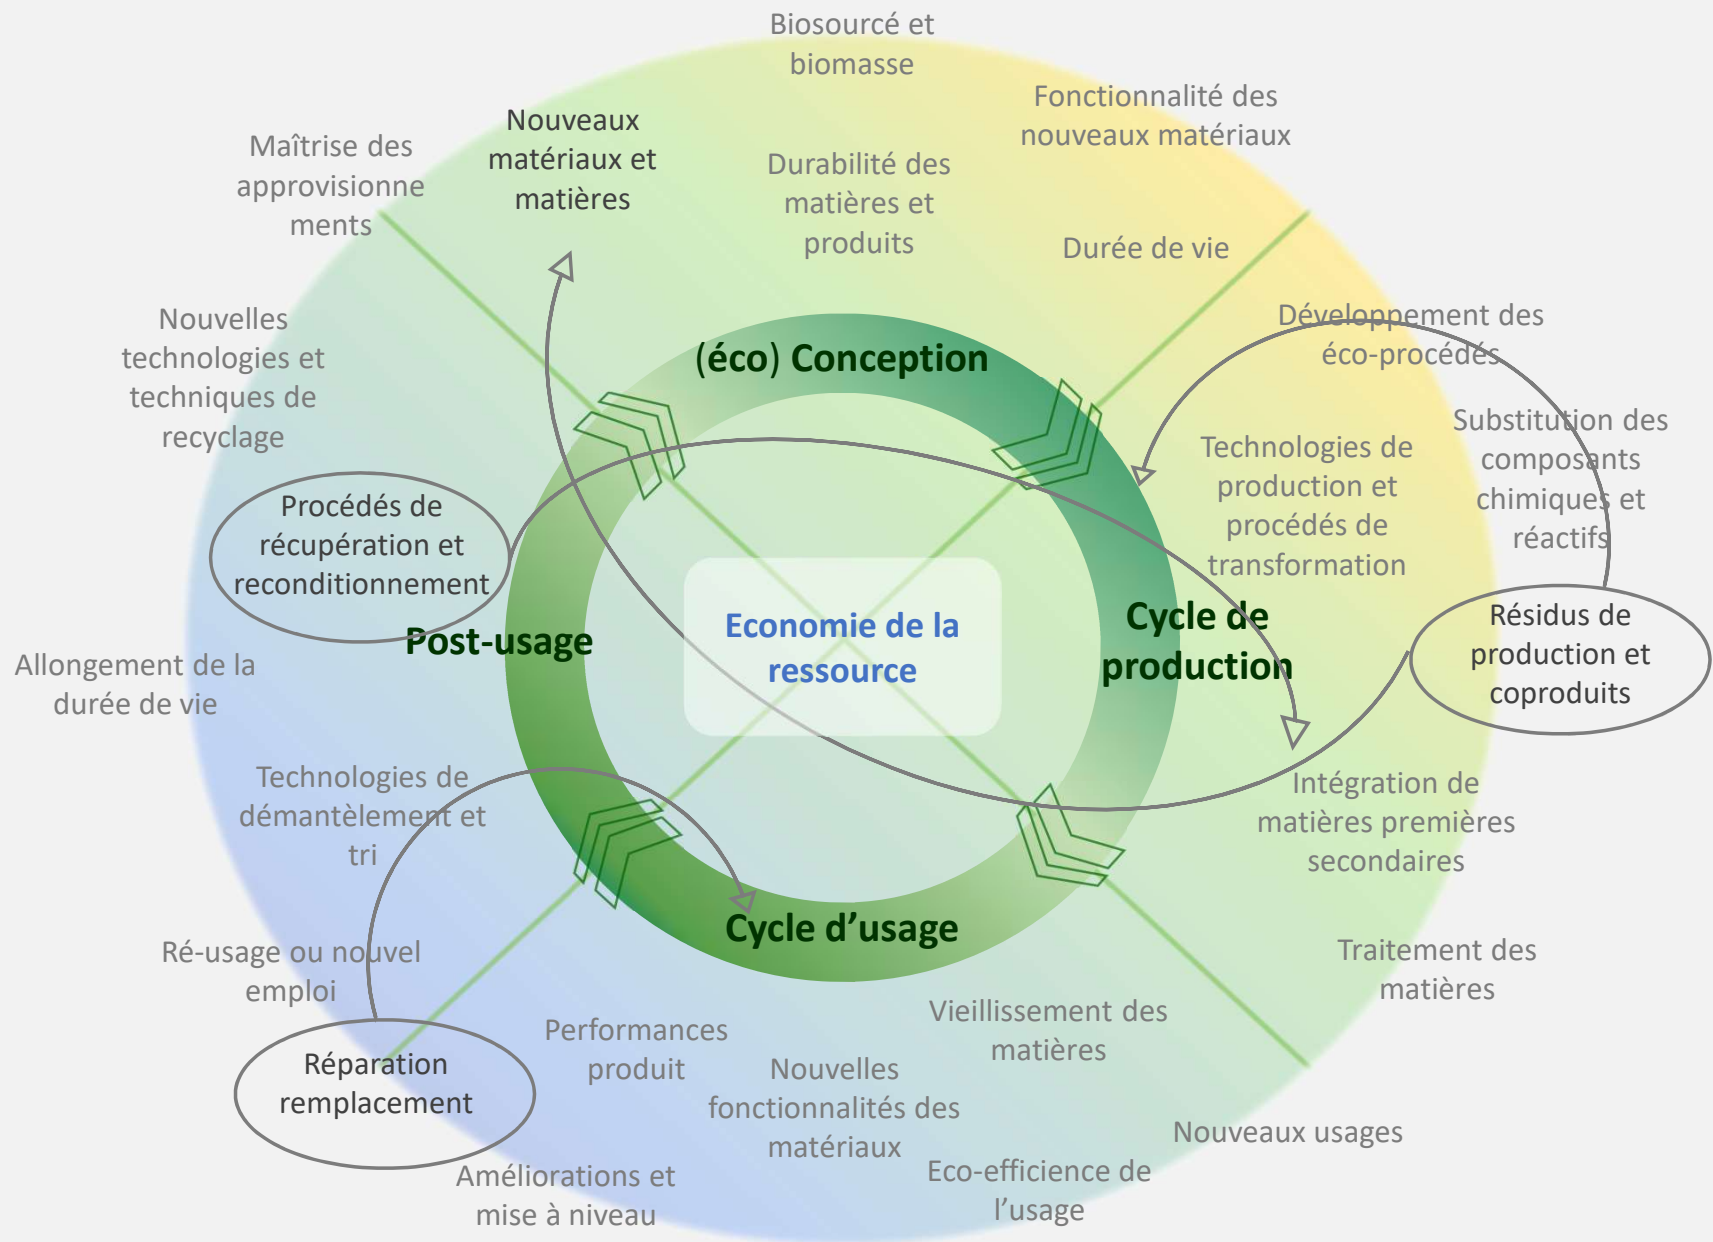 Biosourcé et
biomasse
Fonctionnalité des
nouveaux matériaux
Nouveaux
matériaux et
matières
Maîtrise des
approvisionne
ments
Durabilité des
matières et
produits
Durée de vie
Nouvelles
technologies et
techniques de
recyclage
(éco) Conception
Développement des
éco-procédés
Substitution des
composants
chimiques et
réactifs
Technologies de
production et
procédés de
transformation
Procédés de
récupération et
reconditionnement
Post-usage
Economie de la
ressource
Cycle de
production
Résidus de
production et
coproduits
Allongement de la
durée de vie
Technologies de
démantèlement et
tri
Intégration de
matières premières
secondaires
Cycle d’usage
Ré-usage ou nouvel
emploi
Traitement des
matières
Réparation
remplacement
Performances
produit
Nouvelles
fonctionnalités des
matériaux
Vieillissement des
matières
Nouveaux usages
Améliorations et
mise à niveau
Eco-efficience de
l’usage